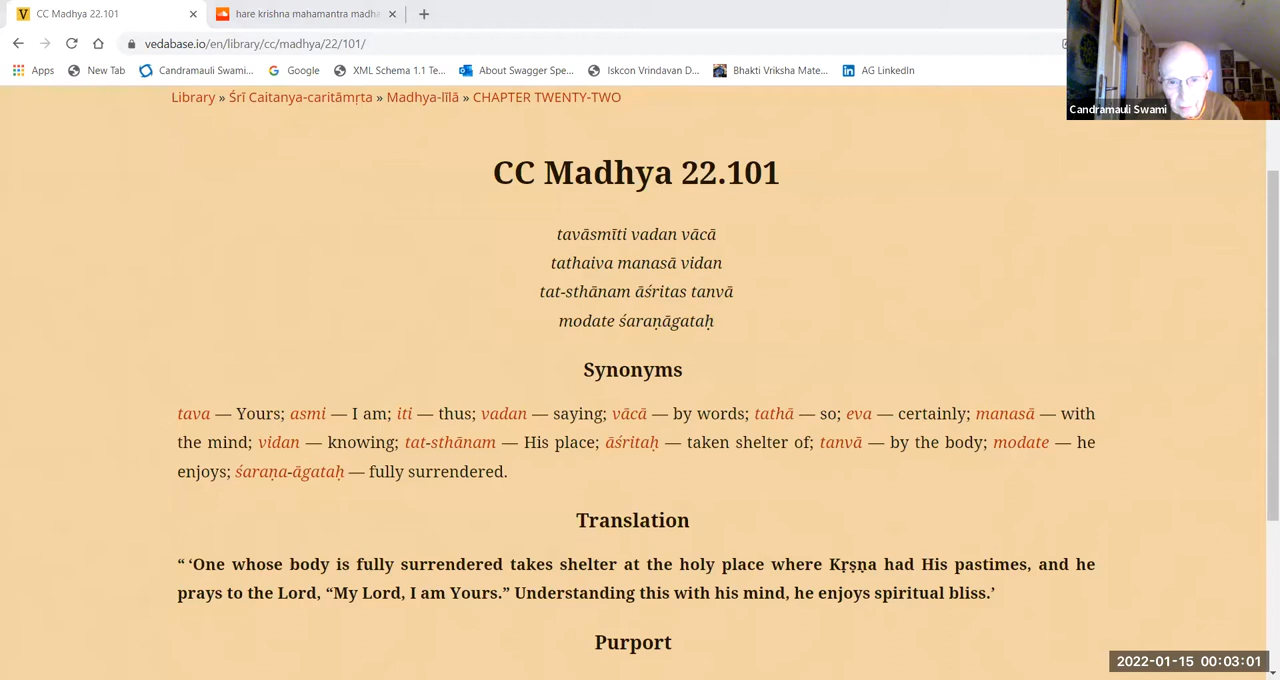 CC Madhya 22.101
hare krishna mahamantra madh
vedabase.io/en/library/cc/madhya/22/101/
Apps
New Tab
Candramauli Swami...
Google
XML Schema 1.1 Te...
About Swagger Spe...
Iskcon Vrindavan D...
Bhakti Vriksha Mate...
AG LinkedIn
Candramauli Swami
Library » Śrī Caitanya-caritāmṛta » Madhya-līlā » CHAPTER TWENTY-TWO
CC Madhya 22.101
tavāsmīti vadan vācā
tathaiva manasā vidan
tat-sthānam āśritas tanvā
modate śaraṇāgataḥ
Synonyms
tava — Yours; asmi — I am; iti — thus; vadan — saying; vācā — by words; tathā — so; eva — certainly; manasā — with
the mind; vidan — knowing; tat-sthānam — His place; āśritaḥ — taken shelter of; tanvā — by the body; modate — he
enjoys; śaraṇa-āgataḥ — fully surrendered.
Translation
“ ‘One whose body is fully surrendered takes shelter at the holy place where Kṛṣṇa had His pastimes, and he
prays to the Lord, “My Lord, I am Yours.” Understanding this with his mind, he enjoys spiritual bliss.’
Purport
2022-01-15 00:03:01